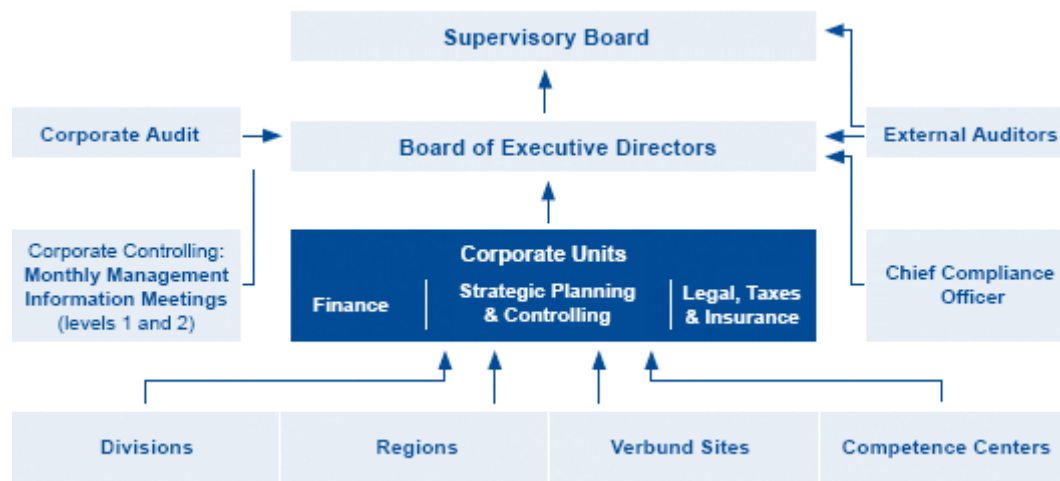 Supervisory Board
Corporate Audit
Board of Executive Directors
External Auditors
Corporate Controlling:
Monthly Management
Information Meetings
(levels 1 and 2)
Corporate Units
Finance
Strategic Planning
& Controlling
Legal, Taxes
& Insurance
Chief Compliance
Officer
Divisions
Regions
Verbund Sites
Competence Centers